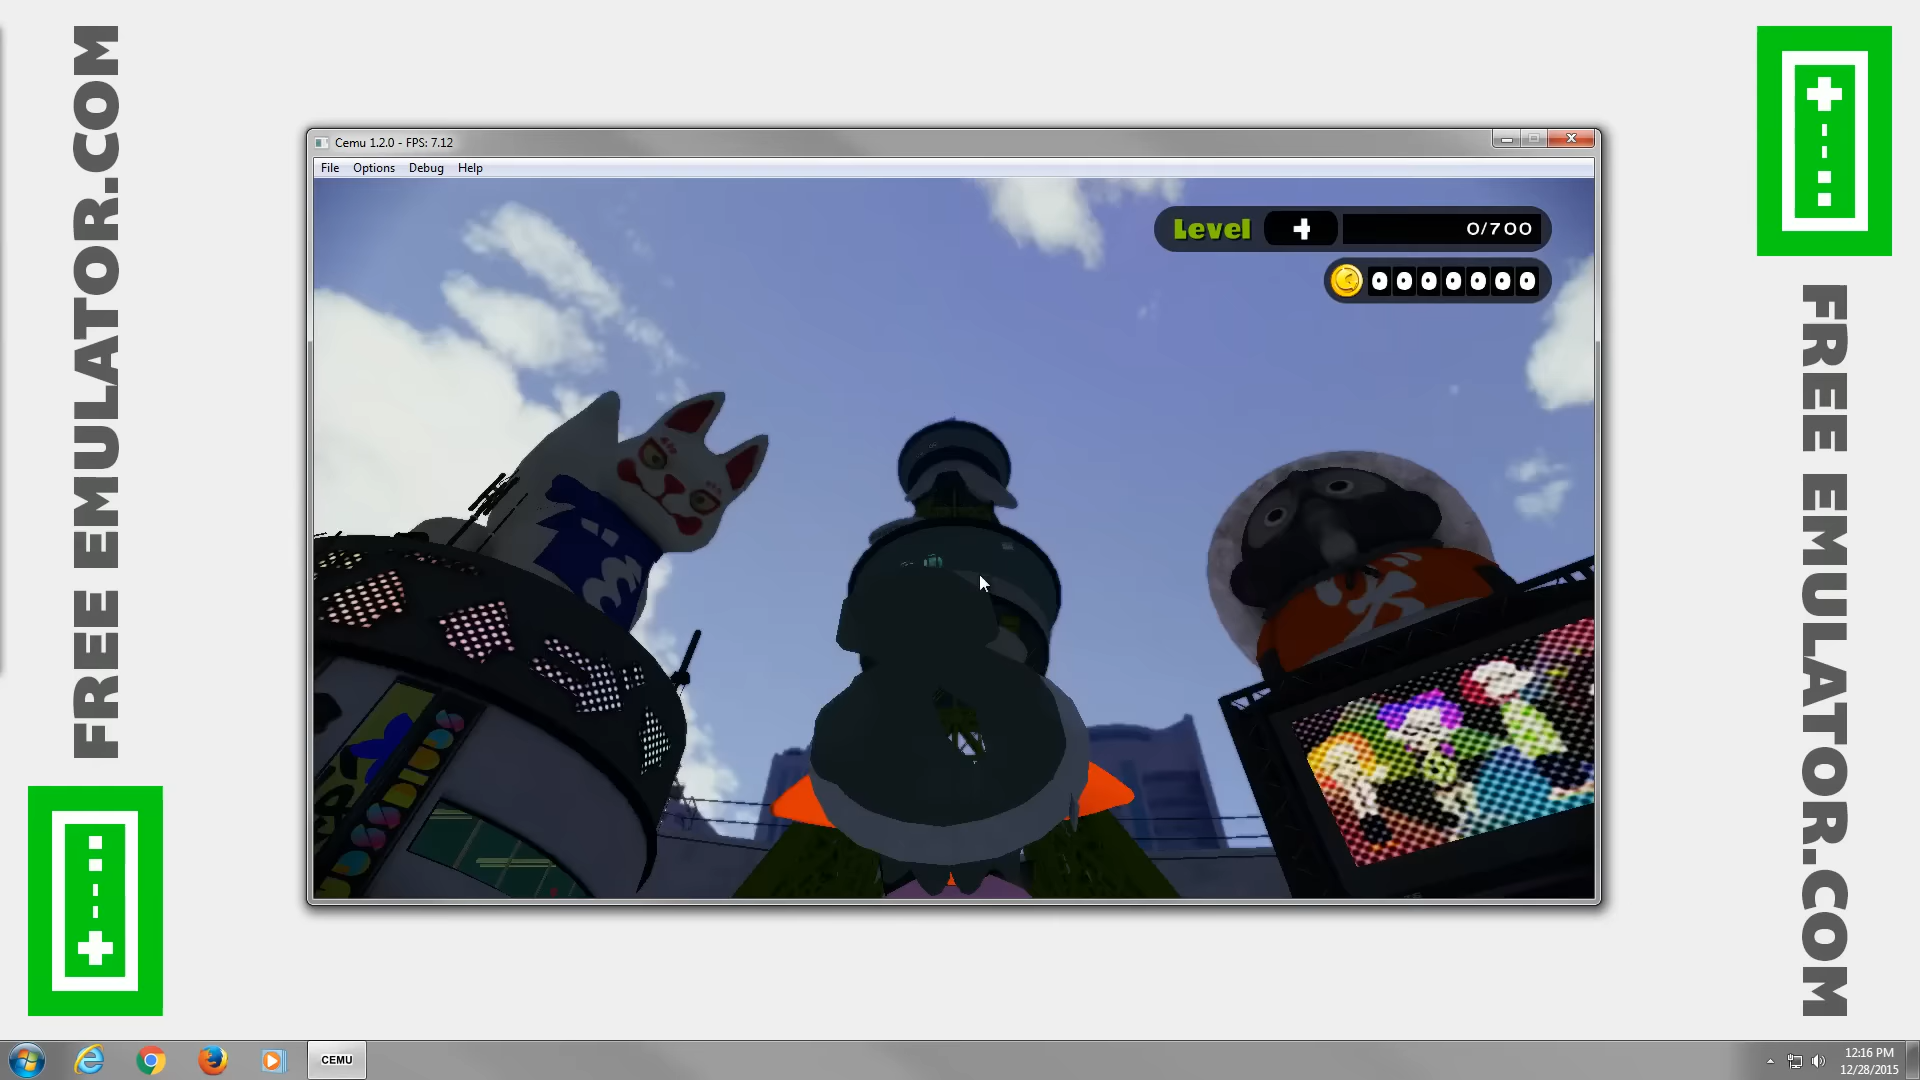 FREE EMULATOR.COM
Cemu 1.2.0 - FPS: 7.12
File Options Debug Help
Level + 0/700
0000000
FREE EMULATOR.COM
CEMU
12:16 PM
12/28/2015